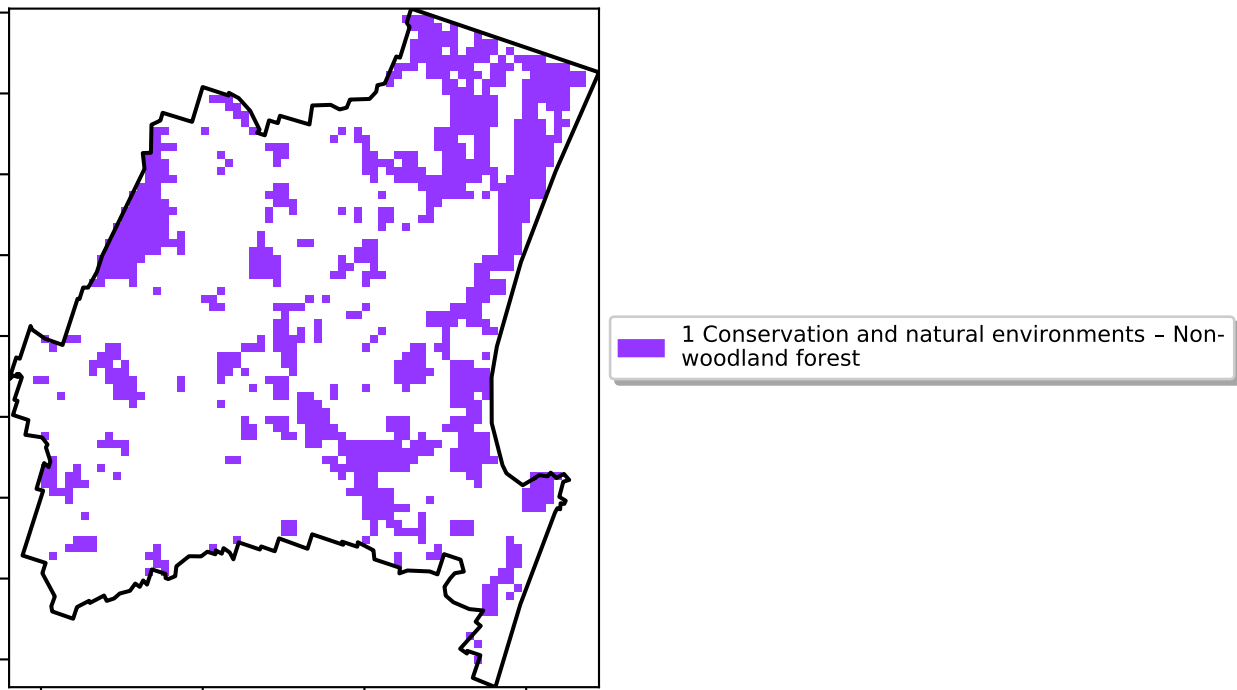 1 Conservation and natural environments – Non-
woodland forest